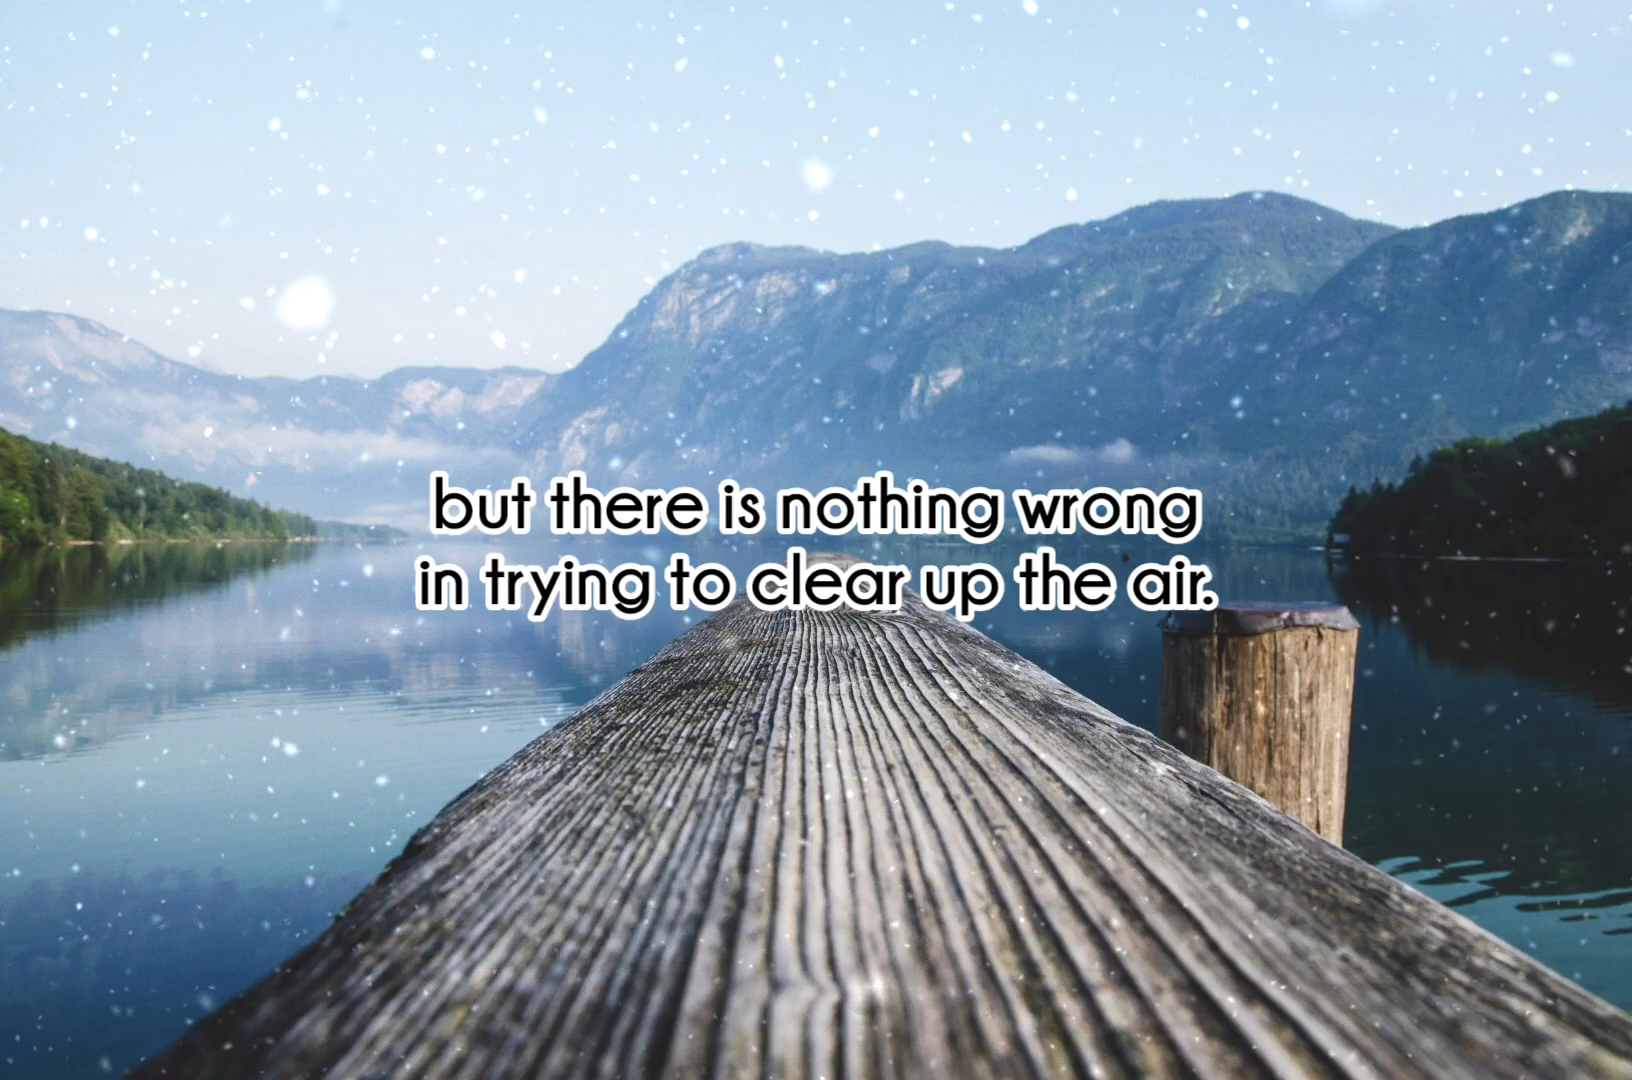 but there is nothing wrong
in trying to clear up the air.